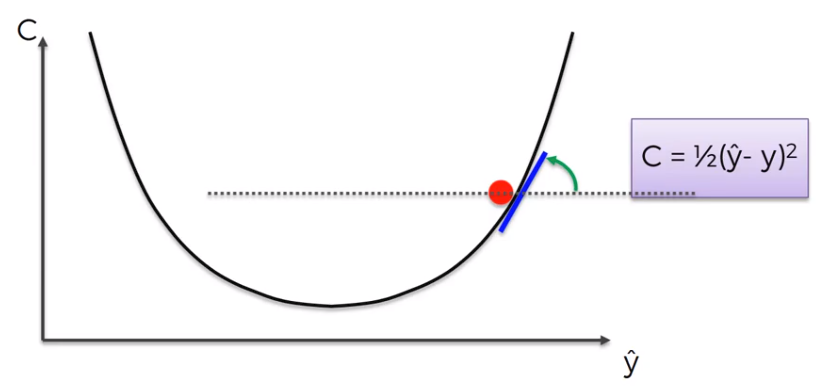 C
C = ½(ŷ- y)²
ŷ